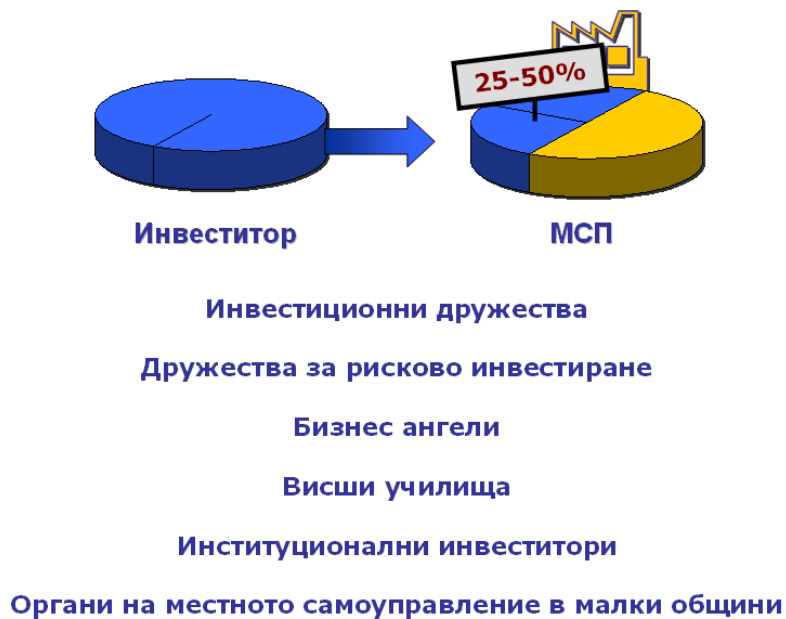 25-50%
Инвеститор
МСП
Инвестиционни дружества
Дружества за рисково инвестиране
Бизнес ангели
Висши училища
Институционални инвеститори
Органи на местното самоуправление в малки общини